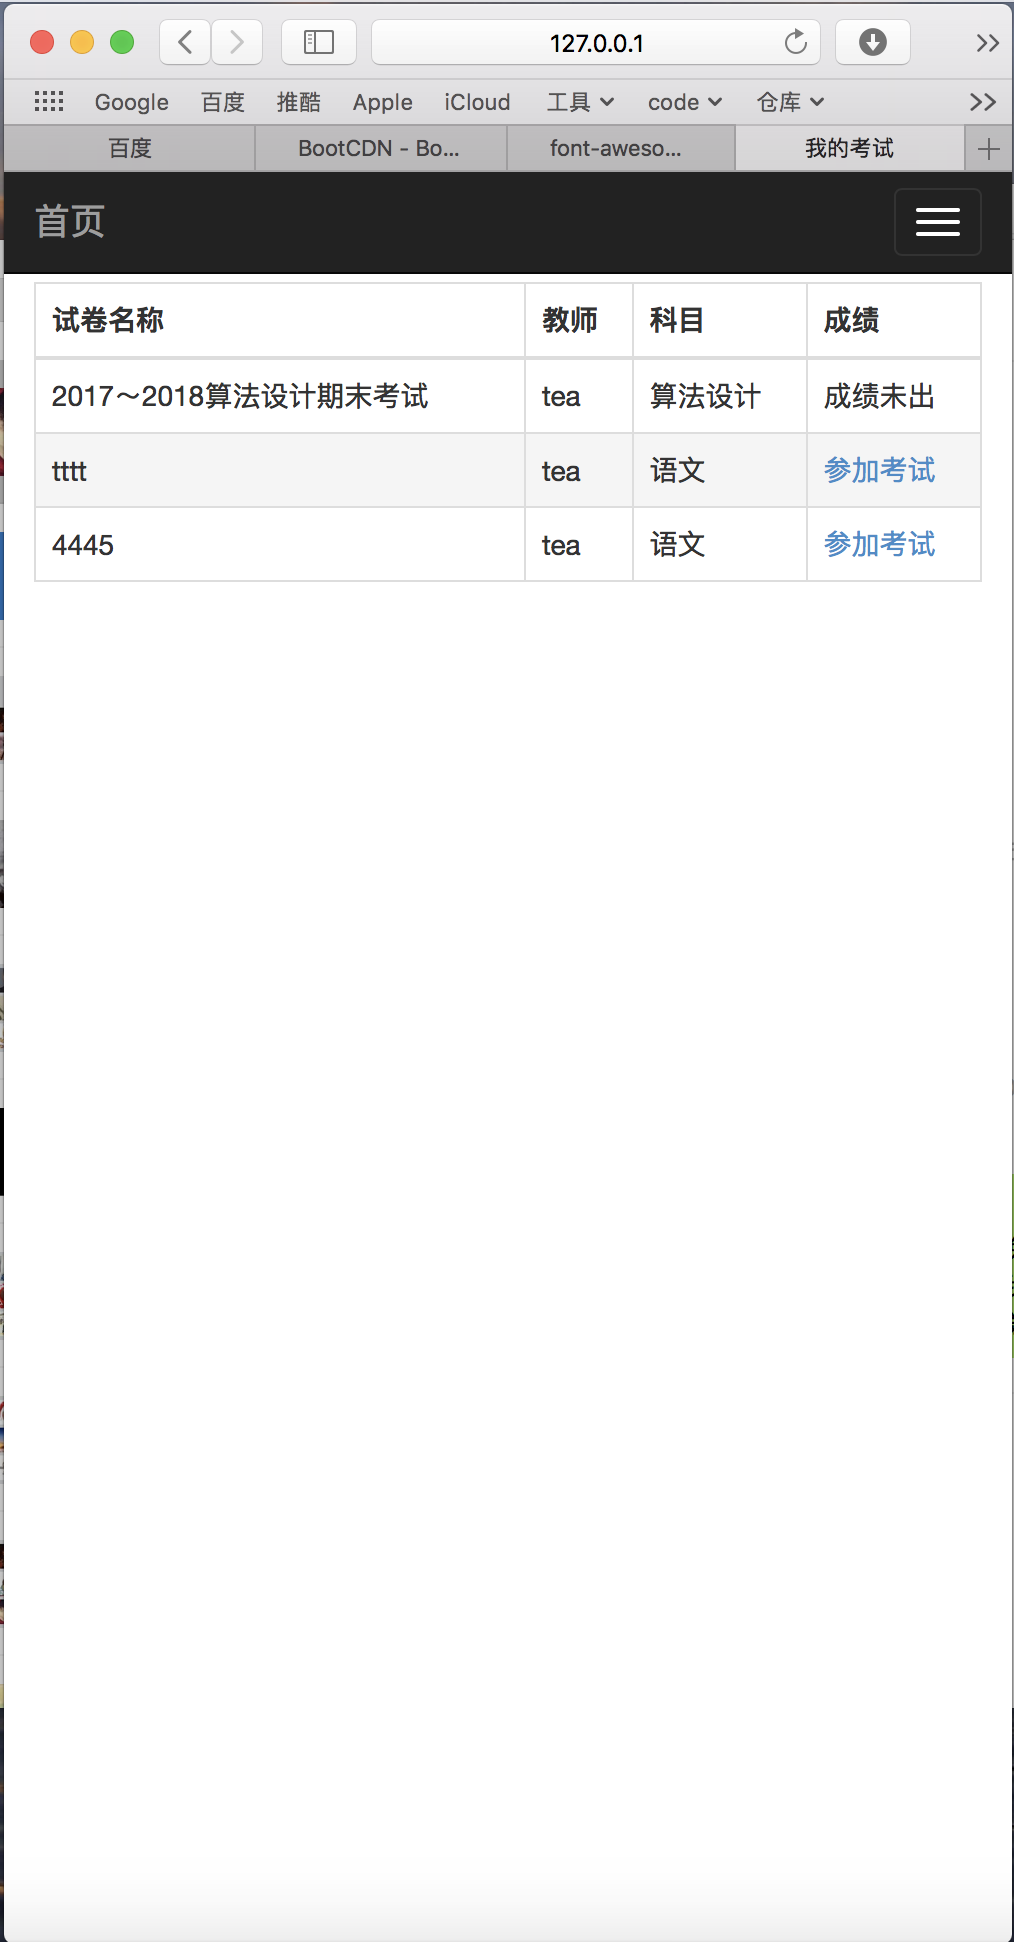 127.0.0.1
Google 百度 推酷 Apple iCloud 工具 code 仓库
百度 BootCDN - Bo... font-aweso... 我的考试
首页
试卷名称 教师 科目 成绩
2017～2018算法设计期末考试 tea 算法设计 成绩未出
tttt tea 语文 参加考试
4445 tea 语文 参加考试